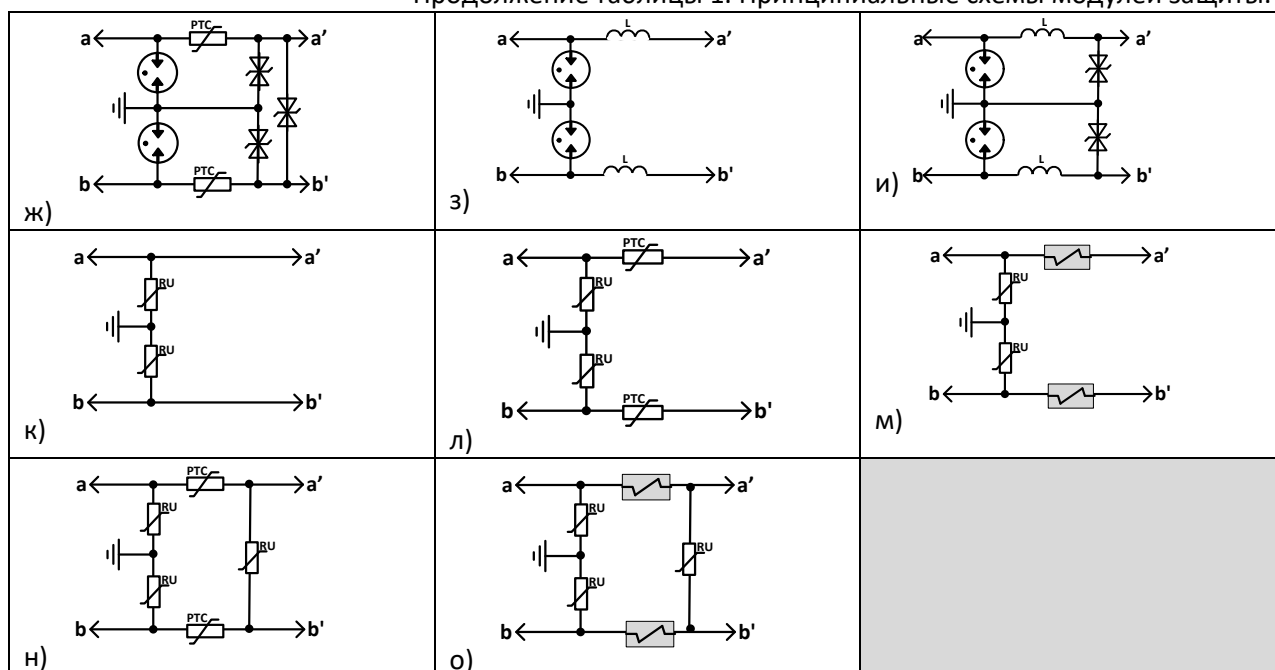 Продолжение таблицы 1. Принципиальные схемы модулей защиты.
PTC
a a'
b b'
PTC
ж)
L
a a'
b b'
L
з)
L
a a'
b b'
L
и)
a a'
RU
RU
b b'
к)
PTC
a a'
RU
RU
b b'
PTC
л)
a a'
RU
RU
b b'
м)
PTC
a a'
RU
RU
RU
b b'
PTC
н)
a a'
RU
RU
RU
b b'
о)